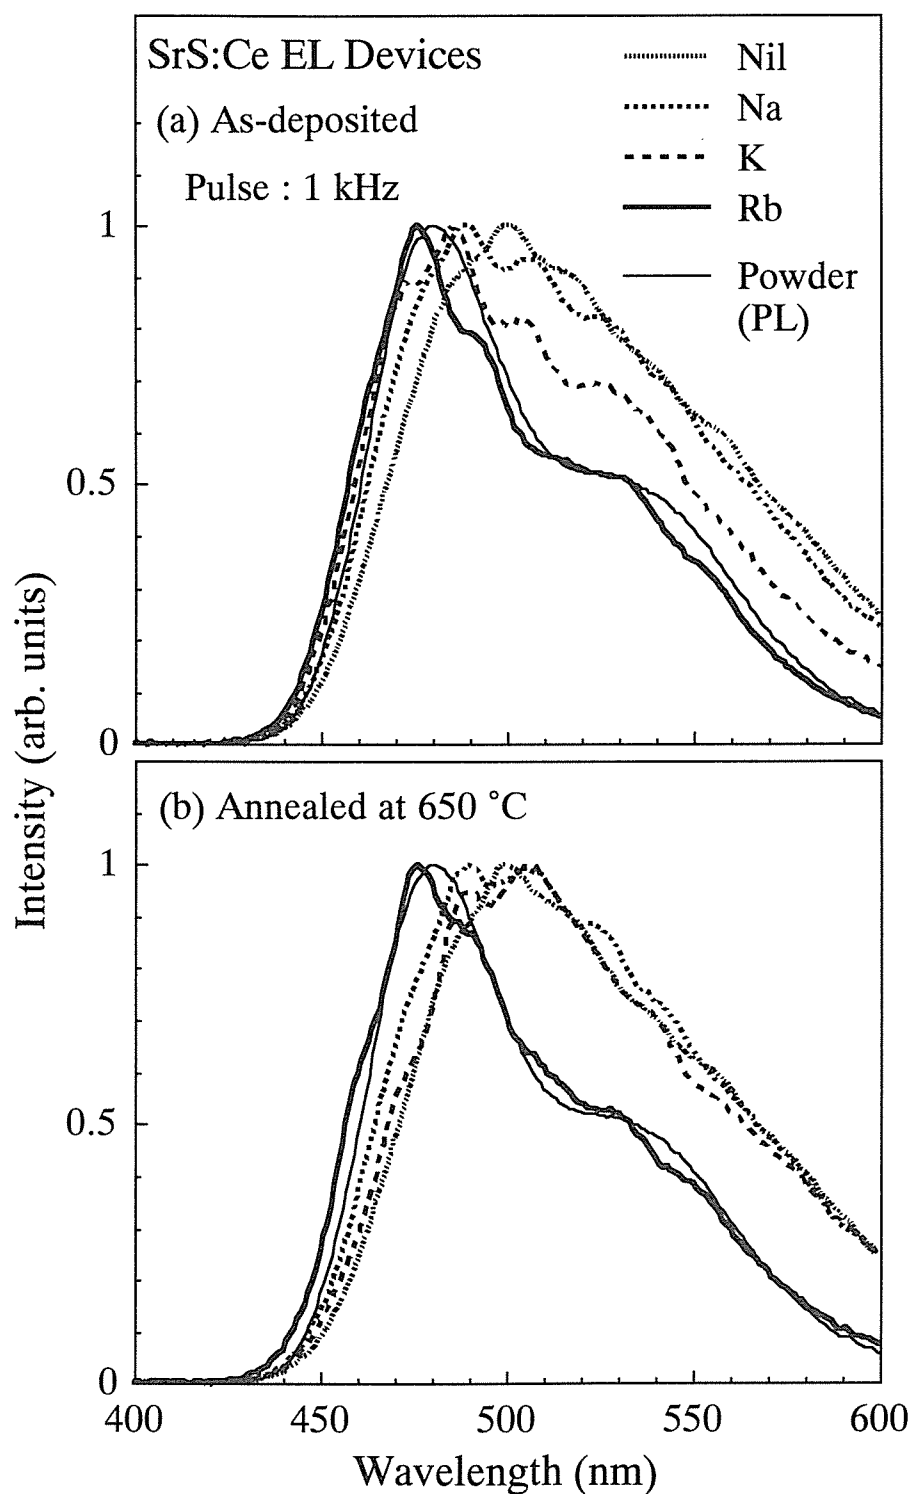 SrS:Ce EL Devices
(a) As-deposited
Pulse : 1 kHz
Nil
Na
K
Rb
Powder
(PL)
1
0.5
0
Intensity (arb. units)
(b) Annealed at 650 °C
1
0.5
0
400 450 500 550 600
Wavelength (nm)